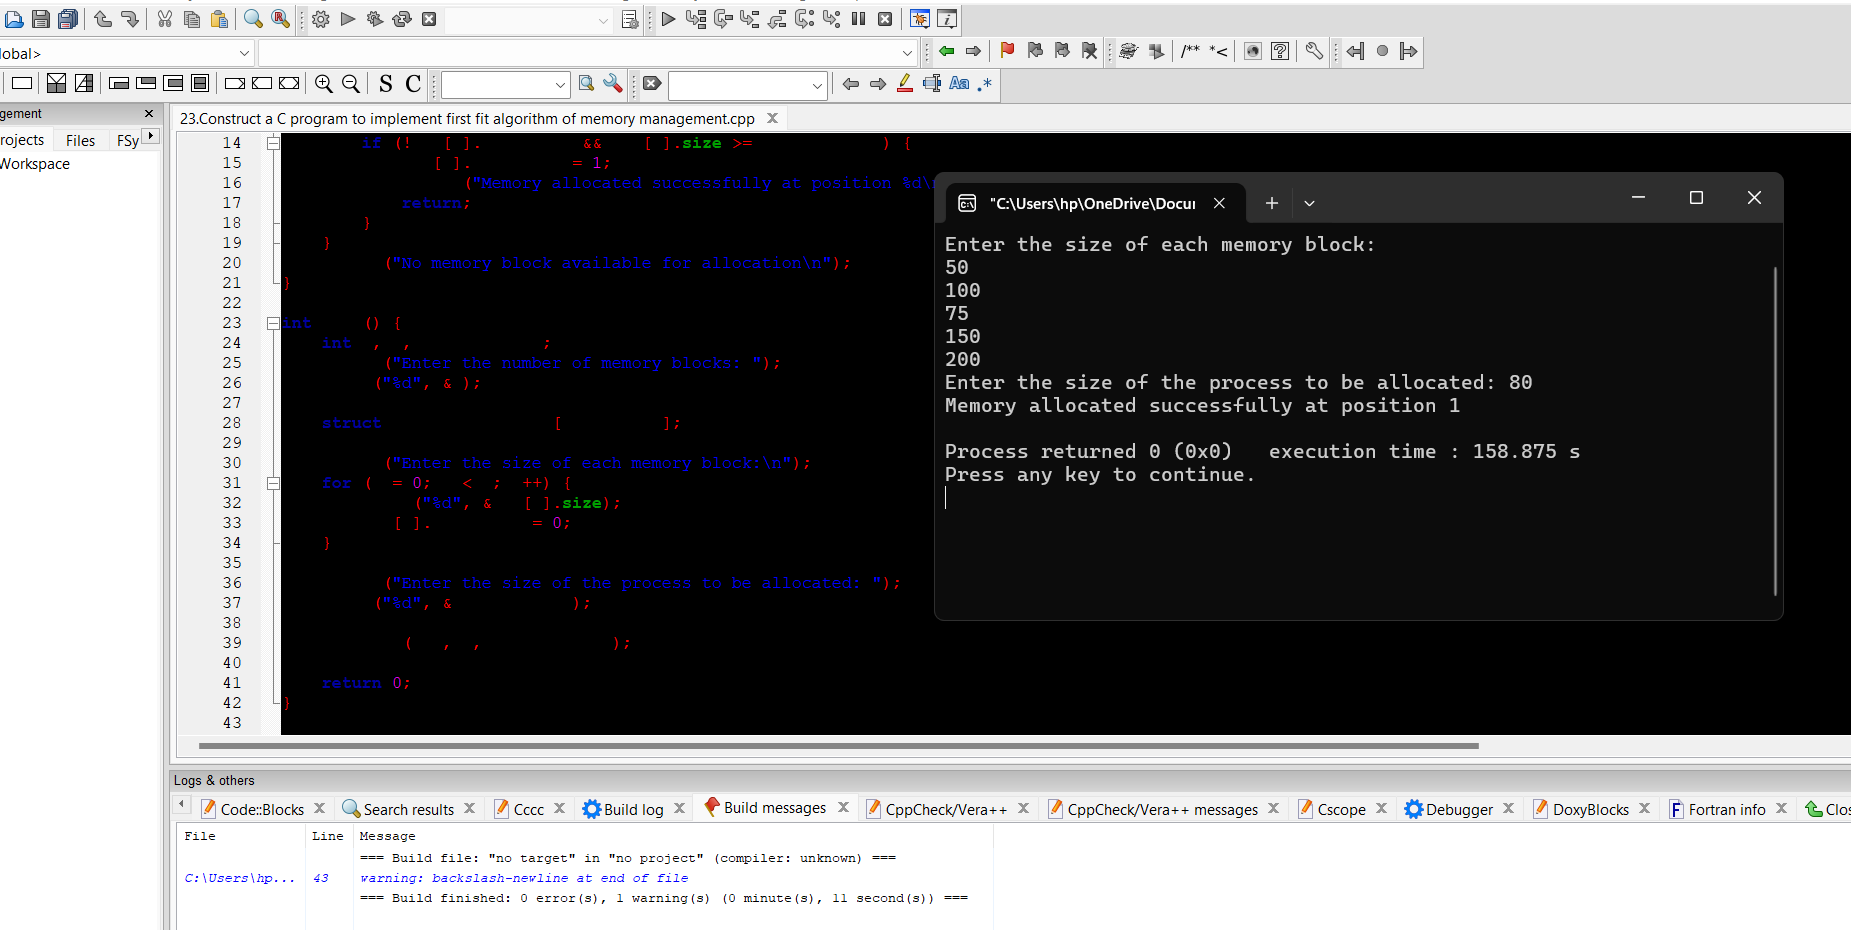 lobal>
S C
Aa .*
/** *<
gement
rojects Files FSy
Workspace
23.Construct a C program to implement first fit algorithm of memory management.cpp
14 if (! [ ]. && [ ].size >= ) {
15 [ ]. = 1;
16 ("Memory allocated successfully at position %d\
17 return;
18 }
19 }
20 ("No memory block available for allocation\n");
21 }
22
23 int () {
24 int , , ;
25 ("Enter the number of memory blocks: ");
26 ("%d", & );
27
28 struct [ ];
29
30 ("Enter the size of each memory block:\n");
31 for ( = 0; < ; ++) {
32 ("%d", & [ ].size);
33 [ ]. = 0;
34 }
35
36 ("Enter the size of the process to be allocated: ");
37 ("%d", & );
38
39 ( , , );
40
41 return 0;
42 }
43
"C:\Users\hp\OneDrive\Docur
Enter the size of each memory block:
50
100
75
150
200
Enter the size of the process to be allocated: 80
Memory allocated successfully at position 1
Process returned 0 (0x0) execution time : 158.875 s
Press any key to continue.
Logs & others
Code::Blocks Search results Cccc Build log Build messages CppCheck/Vera++ CppCheck/Vera++ messages Cscope Debugger DoxyBlocks Fortran info Clos
File Line Message
=== Build file: "no target" in "no project" (compiler: unknown) ===
C:\Users\hp... 43 warning: backslash-newline at end of file
=== Build finished: 0 error(s), 1 warning(s) (0 minute(s), 11 second(s)) ===